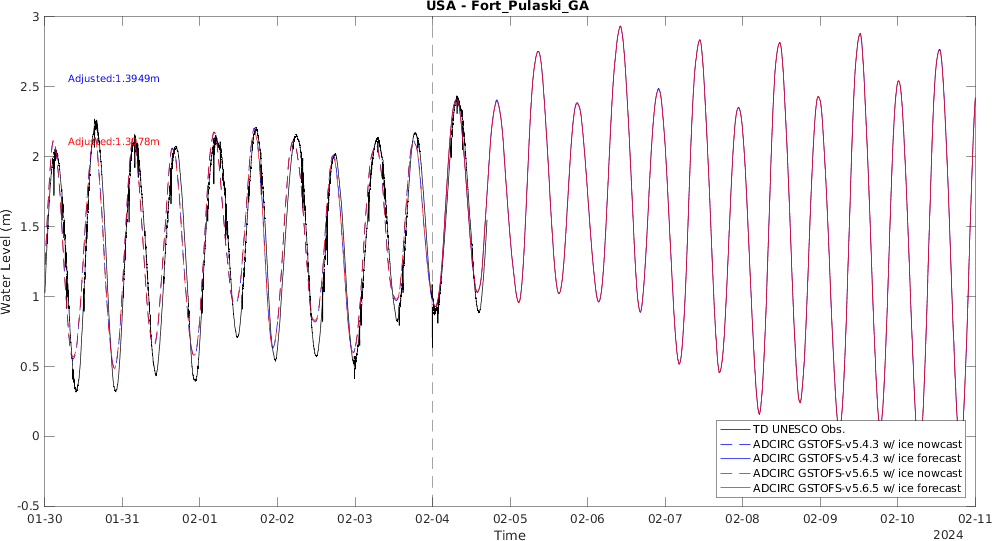 USA - Fort_Pulaski_GA
3
2.5
2
1.5
1
0.5
0
-0.5
Water Level (m)
Adjusted:1.3949m
TD UNESCO Obs.
ADCIRC GSTOFS-v5.4.3 w/ ice nowcast
ADCIRC GSTOFS-v5.4.3 w/ ice forecast
ADCIRC GSTOFS-v5.6.5 w/ ice nowcast
ADCIRC GSTOFS-v5.6.5 w/ ice forecast
01-30 01-31 02-01 02-02 02-03 02-04 02-05 02-06 02-07 02-08 02-09 02-10 02-11
Time
2024